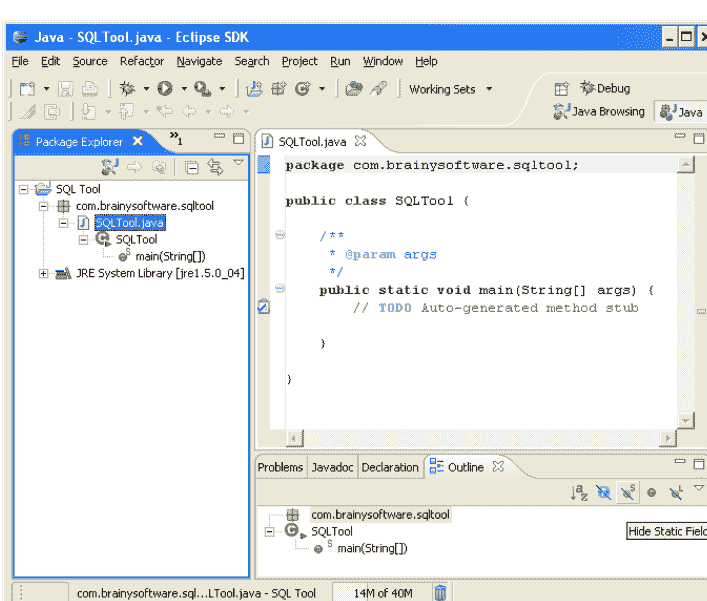 Java - SQLTool.java - Eclipse SDK
File Edit Source Refactor Navigate Search Project Run Window Help
Working Sets
Debug
Java Browsing
Java
Package Explorer
»1
SQLTool.java
SQL Tool
com.brainysoftware.sqltool
SQLTool.java
SQLTool
S
main(String[])
JRE System Library [jre1.5.0_04]
package com.brainysoftware.sqltool;
public class SQLTool {
/**
* @param args
*/
public static void main(String[] args) {
// TODO Auto-generated method stub
}
}
Problems Javadoc Declaration Outline
com.brainysoftware.sqltool
SQLTool
S
main(String[])
Hide Static Field
com.brainysoftware.sql...LTool.java - SQL Tool
14M of 40M